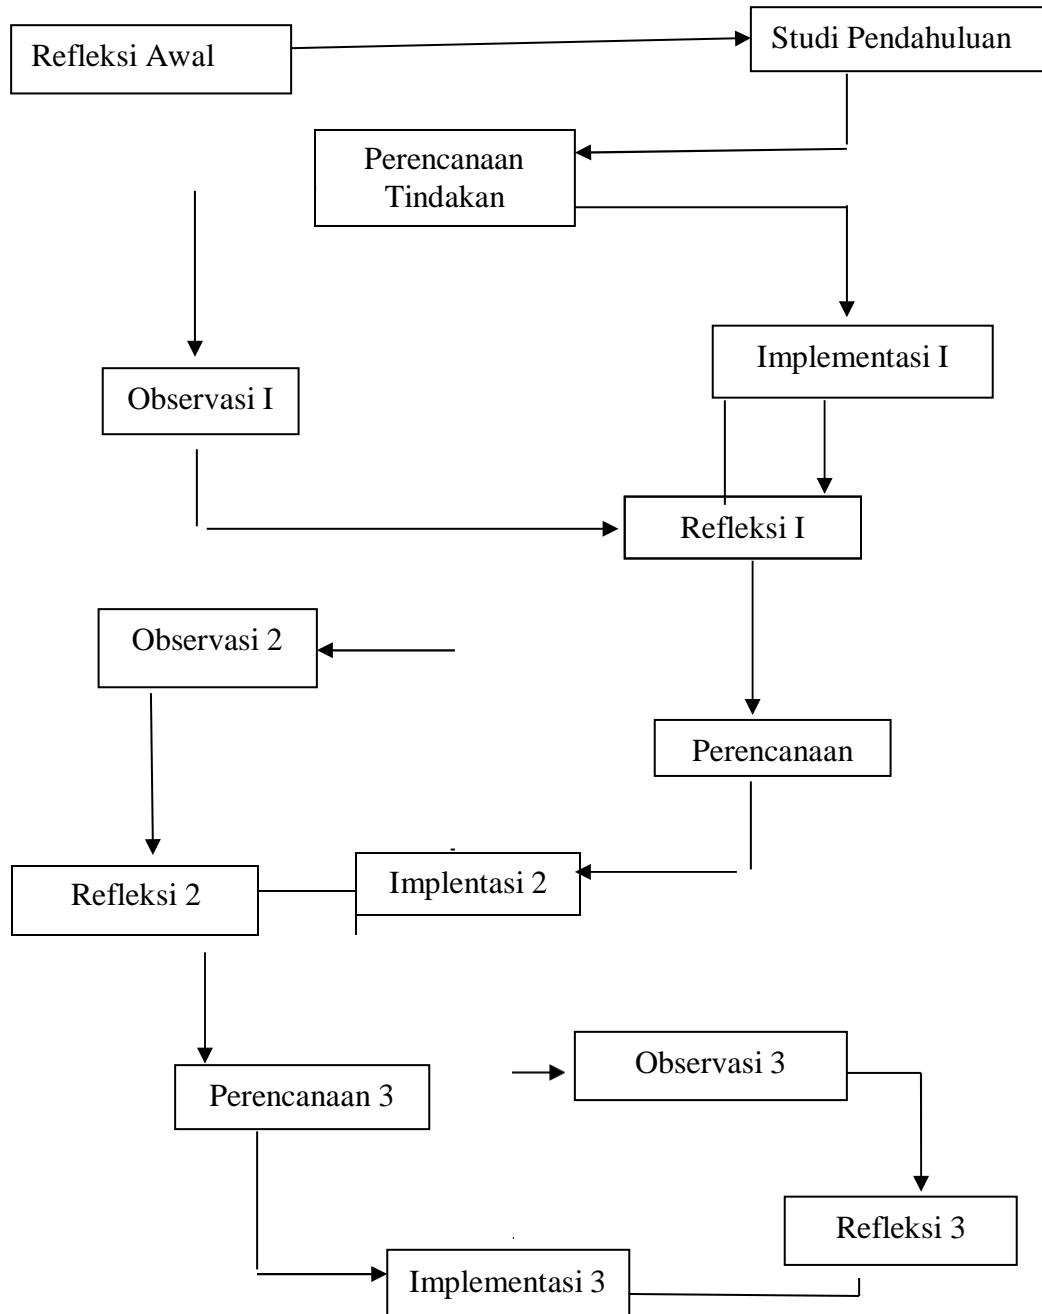 Refleksi Awal
Studi Pendahuluan
Perencanaan
Tindakan
Implementasi I
Observasi I
Refleksi I
Observasi 2
Perencanaan
Implentasi 2
Refleksi 2
Observasi 3
Perencanaan 3
Refleksi 3
Implementasi 3